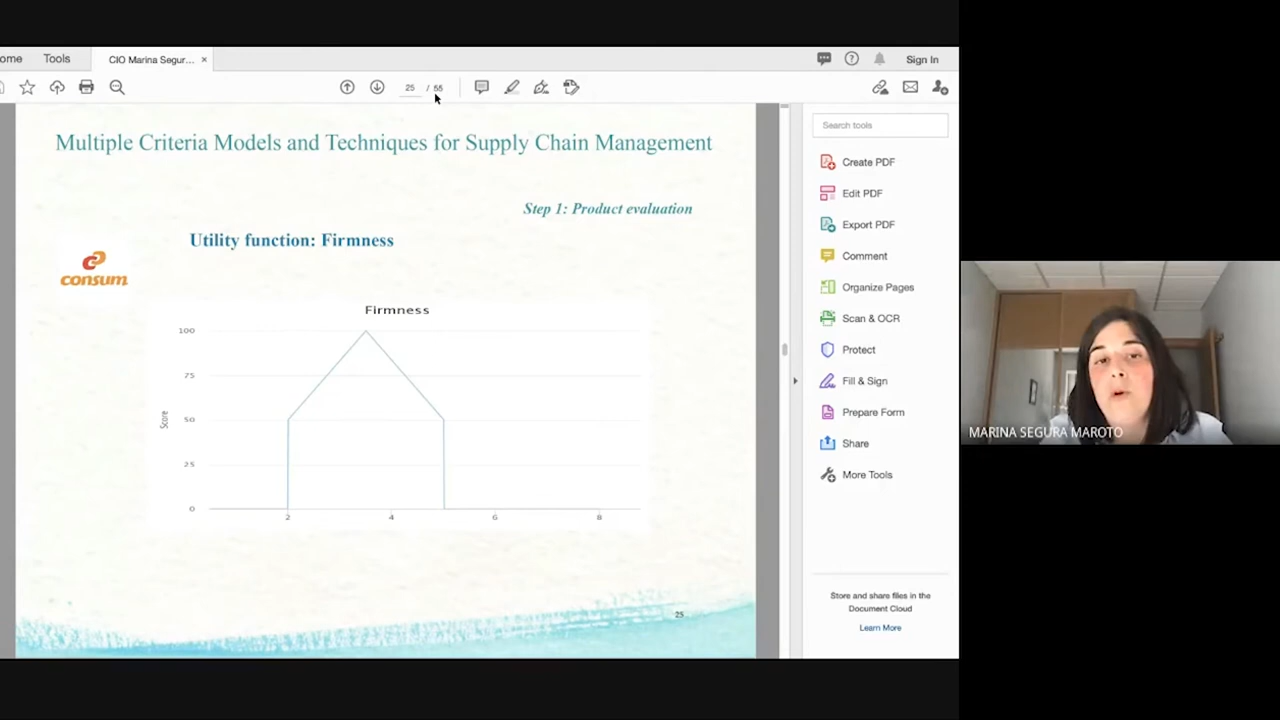 ome Tools CIO Marina Segur... × Sign In
25 / 55
Multiple Criteria Models and Techniques for Supply Chain Management
Step 1: Product evaluation
Utility function: Firmness
consum
Firmness
100
75
50
25
0
Score
2 4 6 8
25
Search tools
Create PDF
Edit PDF
Export PDF
Comment
Organize Pages
Scan & OCR
Protect
Fill & Sign
Prepare Form
Share
More Tools
Store and share files in the
Document Cloud
Learn More
MARINA SEGURA MAROTO